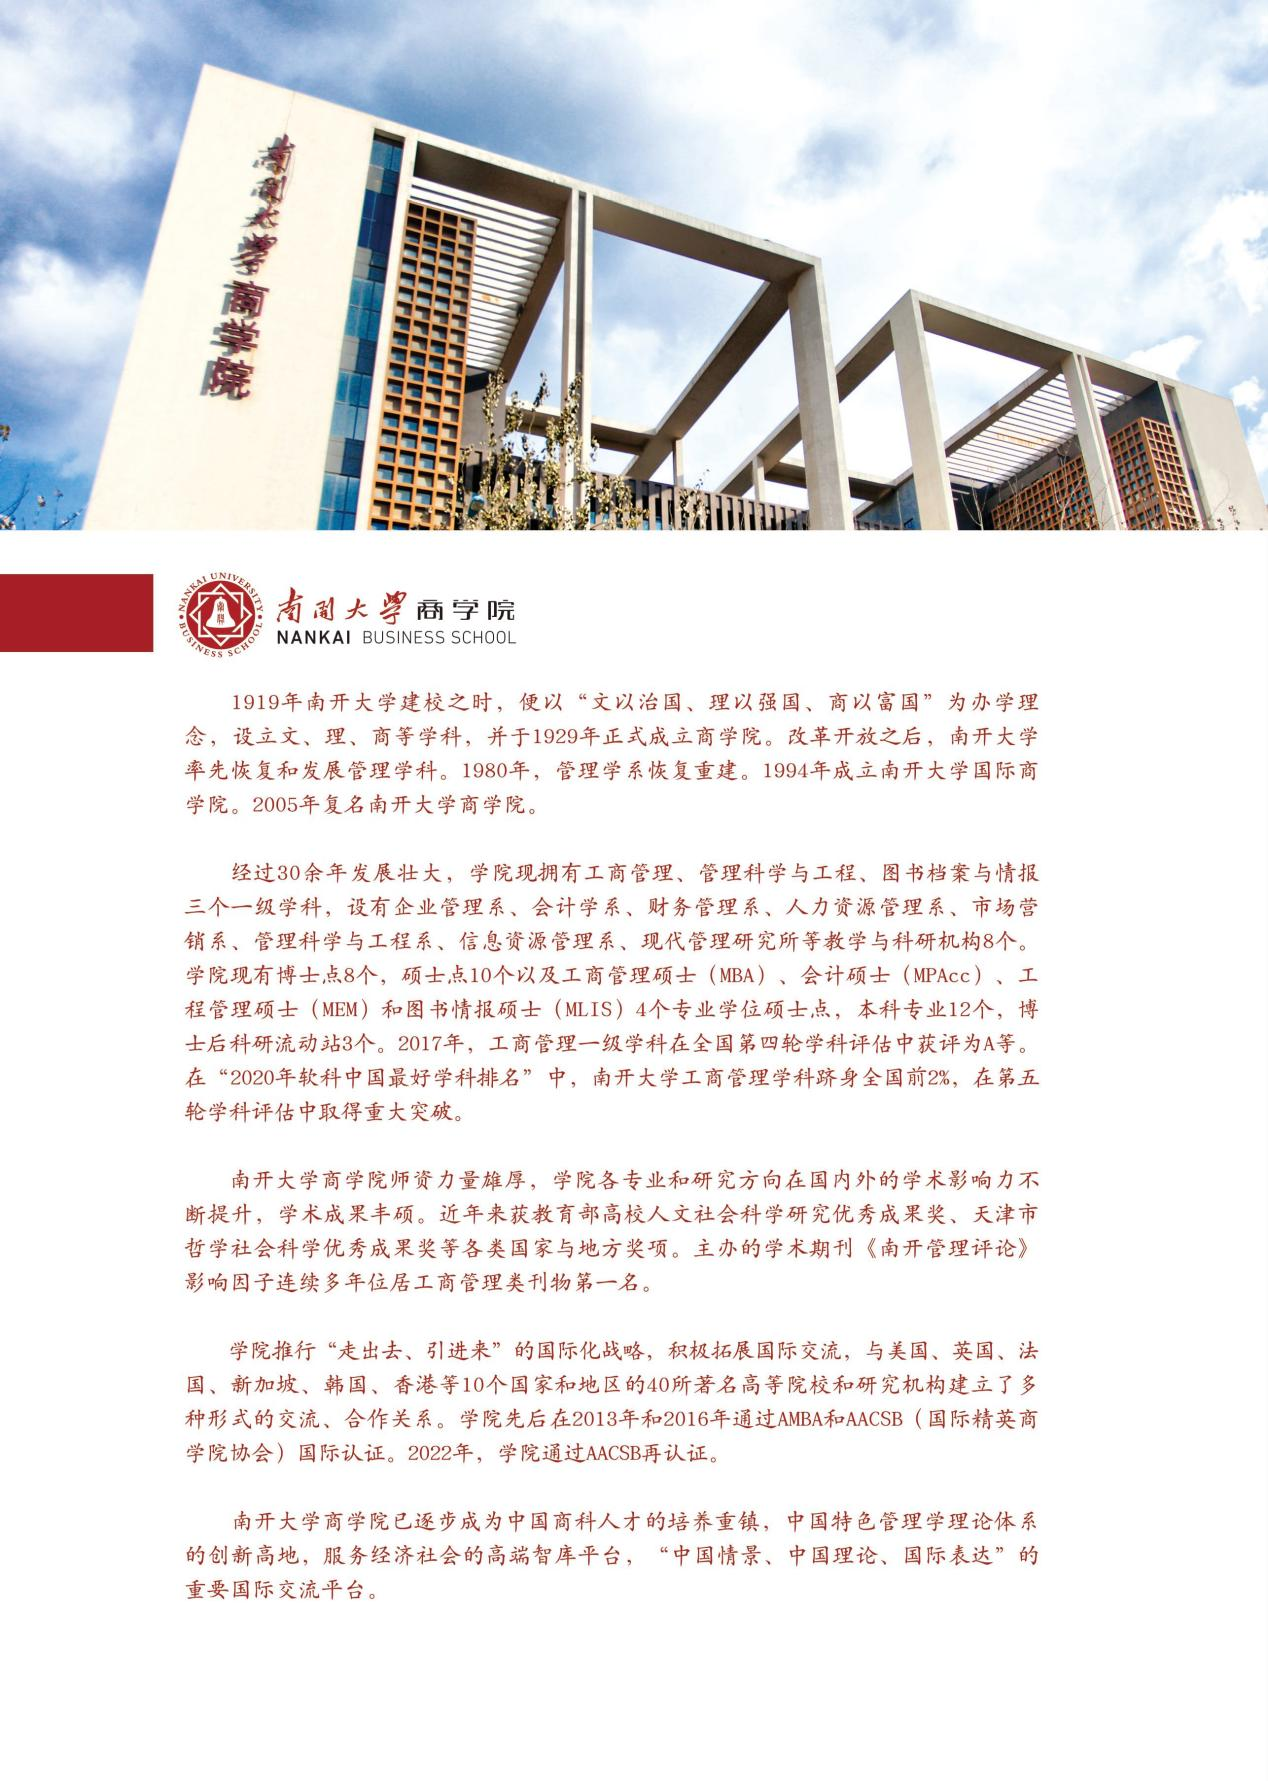 南开大学商学院
NANKAI UNIVERSITY
BUSINESS SCHOOL
南开大学商学院
NANKAI BUSINESS SCHOOL
1919年南开大学建校之时，便以“文以治国、理以强国、商以富国”为办学理
念，设立文、理、商等学科，并于1929年正式成立商学院。改革开放之后，南开大学
率先恢复和发展管理学科。1980年，管理学系恢复重建。1994年成立南开大学国际商
学院。2005年复名南开大学商学院。
经过30余年发展壮大，学院现拥有工商管理、管理科学与工程、图书档案与情报
三个一级学科，设有企业管理系、会计学系、财务管理系、人力资源管理系、市场营
销系、管理科学与工程系、信息资源管理系、现代管理研究所等教学与科研机构8个。
学院现有博士点8个，硕士点10个以及工商管理硕士（MBA）、会计硕士（MPAcc）、工
程管理硕士（MEM）和图书情报硕士（MLIS）4个专业学位硕士点，本科专业12个，博
士后科研流动站3个。2017年，工商管理一级学科在全国第四轮学科评估中获评为A等。
在“2020年软科中国最好学科排名”中，南开大学工商管理学科跻身全国前2%，在第五
轮学科评估中取得重大突破。
南开大学商学院师资力量雄厚，学院各专业和研究方向在国内外的学术影响力不
断提升，学术成果丰硕。近年来获教育部高校人文社会科学研究优秀成果奖、天津市
哲学社会科学优秀成果奖等各类国家与地方奖项。主办的学术期刊《南开管理评论》
影响因子连续多年位居工商管理类刊物第一名。
学院推行“走出去、引进来”的国际化战略，积极拓展国际交流，与美国、英国、法
国、新加坡、韩国、香港等10个国家和地区的40所著名高等院校和研究机构建立了多
种形式的交流、合作关系。学院先后在2013年和2016年通过AMBA和AACSB（国际精英商
学院协会）国际认证。2022年，学院通过AACSB再认证。
南开大学商学院已逐步成为中国商科人才的培养重镇，中国特色管理学理论体系
的创新高地，服务经济社会的高端智库平台，“中国情景、中国理论、国际表达”的
重要国际交流平台。